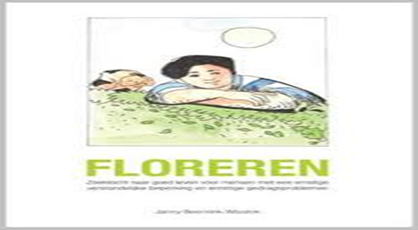 FLOREREN
Zoektocht naar goed leven voor mensen met een ernstige
verstandelijke beperking en ernstige gedragsproblemen
Janny Beernink-Wissink